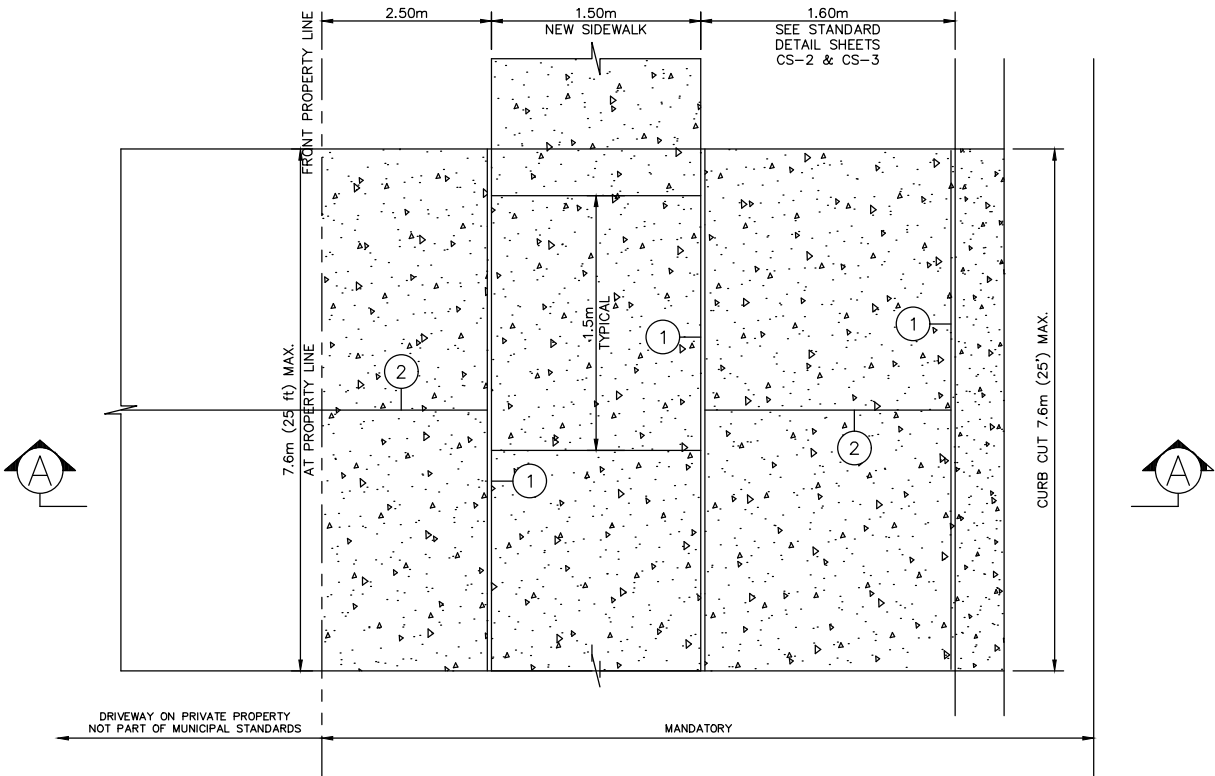 2.50m
1.50m
NEW SIDEWALK
1.60m
SEE STANDARD
DETAIL SHEETS
CS-2 & CS-3
FRONT PROPERTY LINE
7.6m (25 ft) MAX.
AT PROPERTY LINE
1.5m
TYPICAL
1
1
2
2
1
CURB CUT 7.6m (25') MAX.
A
A
DRIVEWAY ON PRIVATE PROPERTY
NOT PART OF MUNICIPAL STANDARDS
MANDATORY